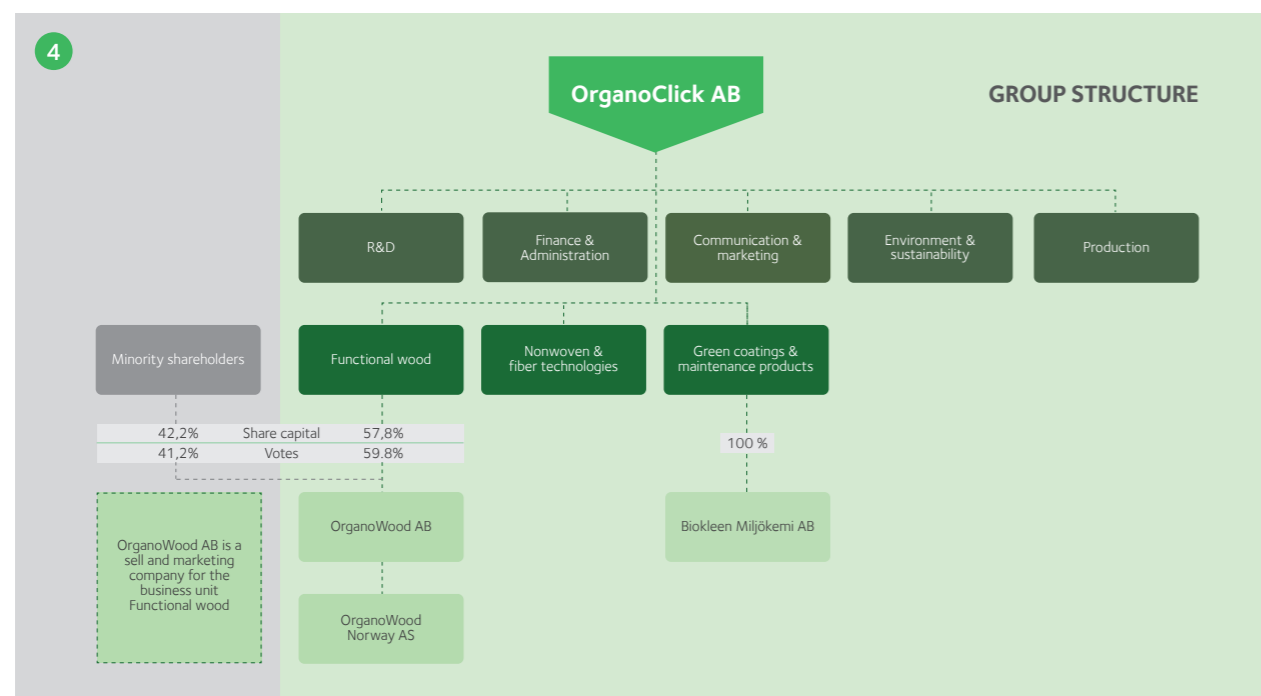 4
OrganoClick AB
GROUP STRUCTURE
R&D
Finance &
Administration
Communication &
marketing
Environment &
sustainability
Production
Minority shareholders
Functional wood
Nonwoven &
fiber technologies
Green coatings &
maintenance products
42,2% Share capital 57,8%
41,2% Votes 59.8%
100 %
OrganoWood AB is a
sell and marketing
company for the
business unit
Functional wood
OrganoWood AB
Biokleen Miljökemi AB
OrganoWood
Norway AS